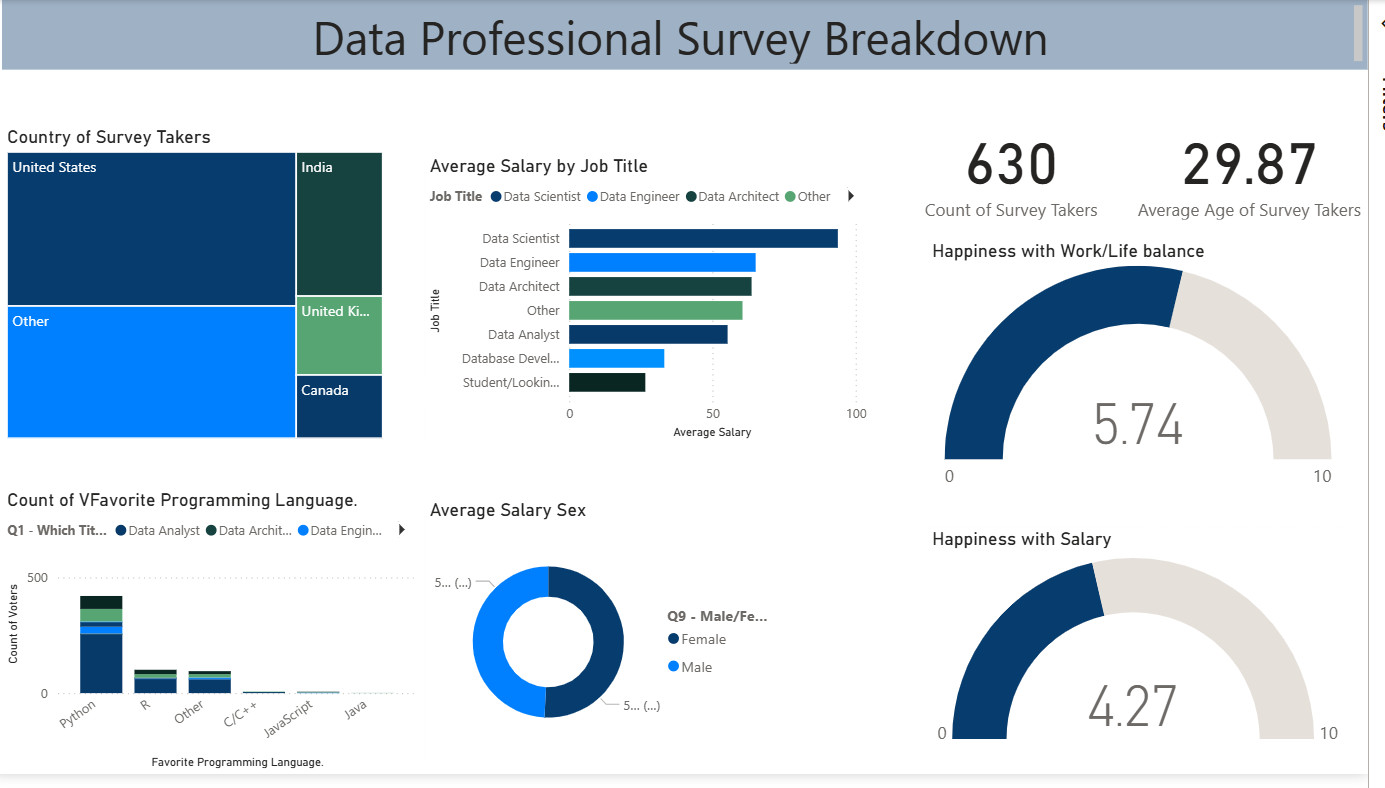 Data Professional Survey Breakdown
Country of Survey Takers
United States
India
Other
United Ki...
Canada
Average Salary by Job Title
Job Title Data Scientist Data Engineer Data Architect Other
Job Title
Data Scientist
Data Engineer
Data Architect
Other
Data Analyst
Database Devel...
Student/Lookin...
0 50 100
Average Salary
630
Count of Survey Takers
29.87
Average Age of Survey Takers
Happiness with Work/Life balance
5.74
0 10
Count of VFavorite Programming Language.
Q1 - Which Tit... Data Analyst Data Archit... Data Engin...
Count of Voters
500
0
Python R Other C/C++ JavaScript Java
Favorite Programming Language.
Average Salary Sex
5... (...)
5... (...)
Q9 - Male/Fe...
Female
Male
Happiness with Salary
4.27
0 10